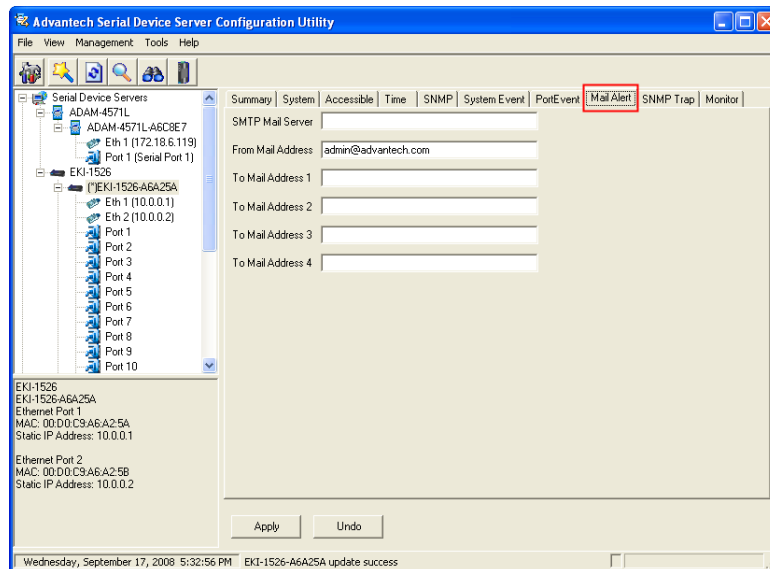 Advantech Serial Device Server Configuration Utility
File View Management Tools Help
Serial Device Servers
ADAM-4571L
ADAM-4571L-A6C8E7
Eth 1 (172.18.6.119)
Port 1 (Serial Port 1)
EKI-1526
(*)EKI-1526-A6A25A
Eth 1 (10.0.0.1)
Eth 2 (10.0.0.2)
Port 1
Port 2
Port 3
Port 4
Port 5
Port 6
Port 7
Port 8
Port 9
Port 10
EKI-1526
EKI-1526-A6A25A
Ethernet Port 1
MAC: 00:D0:C9:A6:A2:5A
Static IP Address: 10.0.0.1
Ethernet Port 2
MAC: 00:D0:C9:A6:A2:5B
Static IP Address: 10.0.0.2
Summary System Accessible Time SNMP System Event PortEvent Mail Alert SNMP Trap Monitor
SMTP Mail Server
From Mail Address admin@advantech.com
To Mail Address 1
To Mail Address 2
To Mail Address 3
To Mail Address 4
Apply Undo
Wednesday, September 17, 2008 5:32:56 PM EKI-1526-A6A25A update success